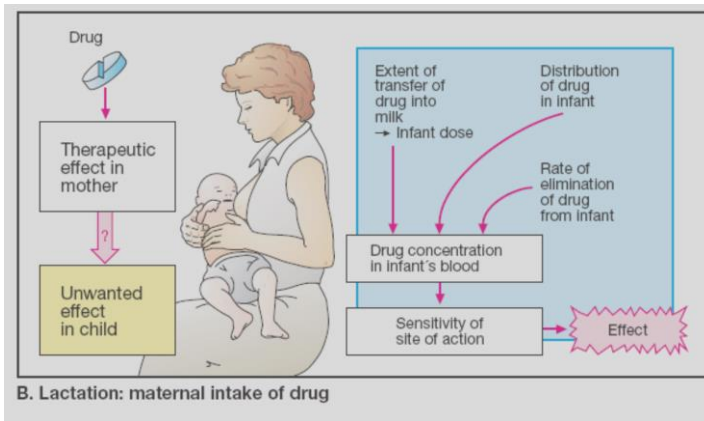 Drug
Therapeutic
effect in
mother
?
Unwanted
effect
in child
Extent of
transfer of
drug into
milk
→ Infant dose
Distribution
of drug
in infant
Rate of
elimination
of drug
from infant
Drug concentration
in infant´s blood
Sensitivity of
site of action
Effect
B. Lactation: maternal intake of drug